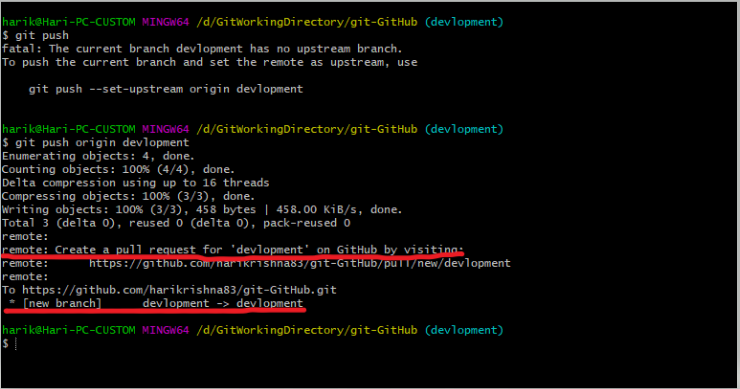 harik@Hari-PC-CUSTOM MINGW64 /d/GitWorkingDirectory/git-GitHub (devlopment)
$ git push
fatal: The current branch devlopment has no upstream branch.
To push the current branch and set the remote as upstream, use
git push --set-upstream origin devlopment
harik@Hari-PC-CUSTOM MINGW64 /d/GitWorkingDirectory/git-GitHub (devlopment)
$ git push origin devlopment
Enumerating objects: 4, done.
Counting objects: 100% (4/4), done.
Delta compression using up to 16 threads
Compressing objects: 100% (3/3), done.
Writing objects: 100% (3/3), 458 bytes | 458.00 KiB/s, done.
Total 3 (delta 0), reused 0 (delta 0), pack-reused 0
remote:
remote: Create a pull request for 'devlopment' on GitHub by visiting:
remote:      https://github.com/harikrishna83/git-GitHub/pull/new/devlopment
remote:
To https://github.com/harikrishna83/git-GitHub.git
* [new branch]      devlopment -> devlopment
harik@Hari-PC-CUSTOM MINGW64 /d/GitWorkingDirectory/git-GitHub (devlopment)
$